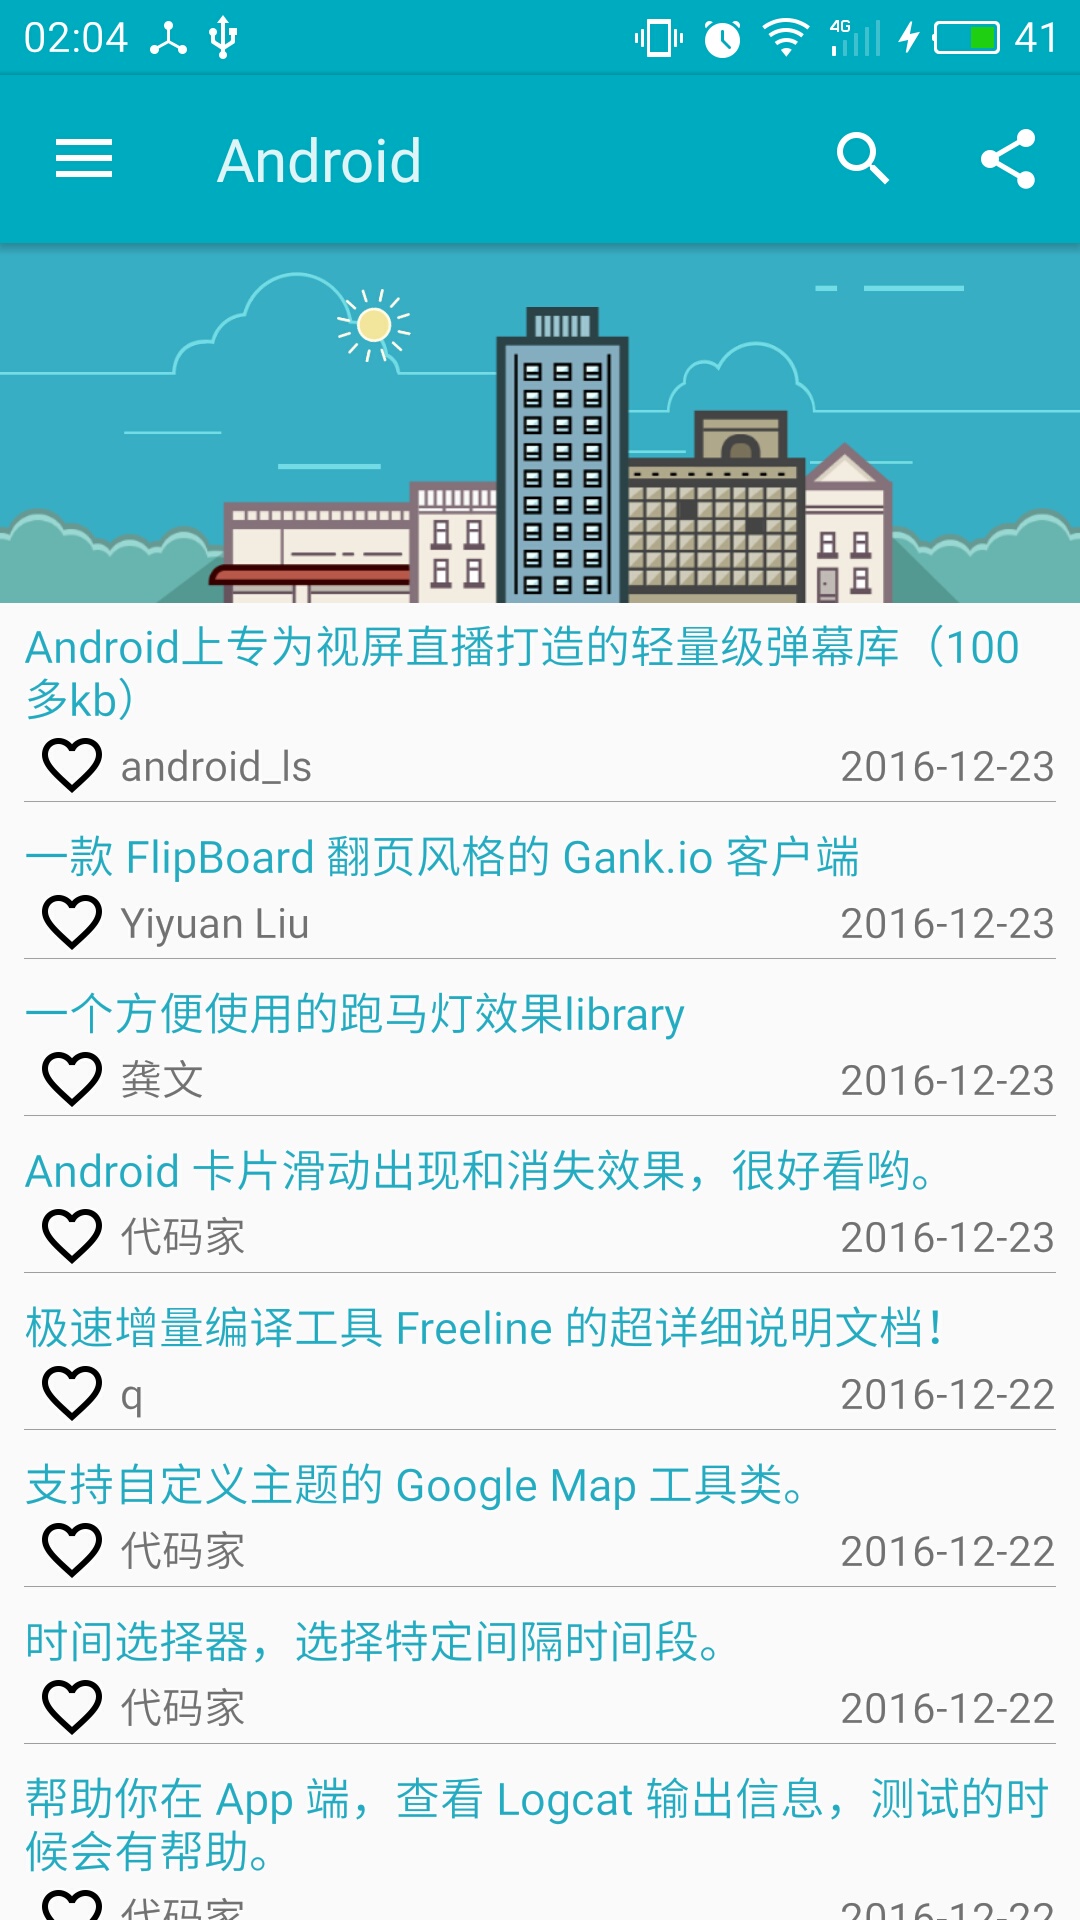 02:04
4G
41
Android
Android上专为视屏直播打造的轻量级弹幕库（100
多kb）
android_ls
2016-12-23
一款 FlipBoard 翻页风格的 Gank.io 客户端
Yiyuan Liu
2016-12-23
一个方便使用的跑马灯效果library
龚文
2016-12-23
Android 卡片滑动出现和消失效果，很好看哟。
代码家
2016-12-23
极速增量编译工具 Freeline 的超详细说明文档！
q
2016-12-22
支持自定义主题的 Google Map 工具类。
代码家
2016-12-22
时间选择器，选择特定间隔时间段。
代码家
2016-12-22
帮助你在 App 端，查看 Logcat 输出信息，测试的时
候会有帮助。
代码家
2016-12-22